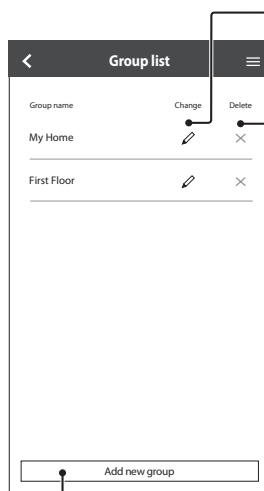 Group list
Group name Change Delete
My Home
First Floor
Add new group